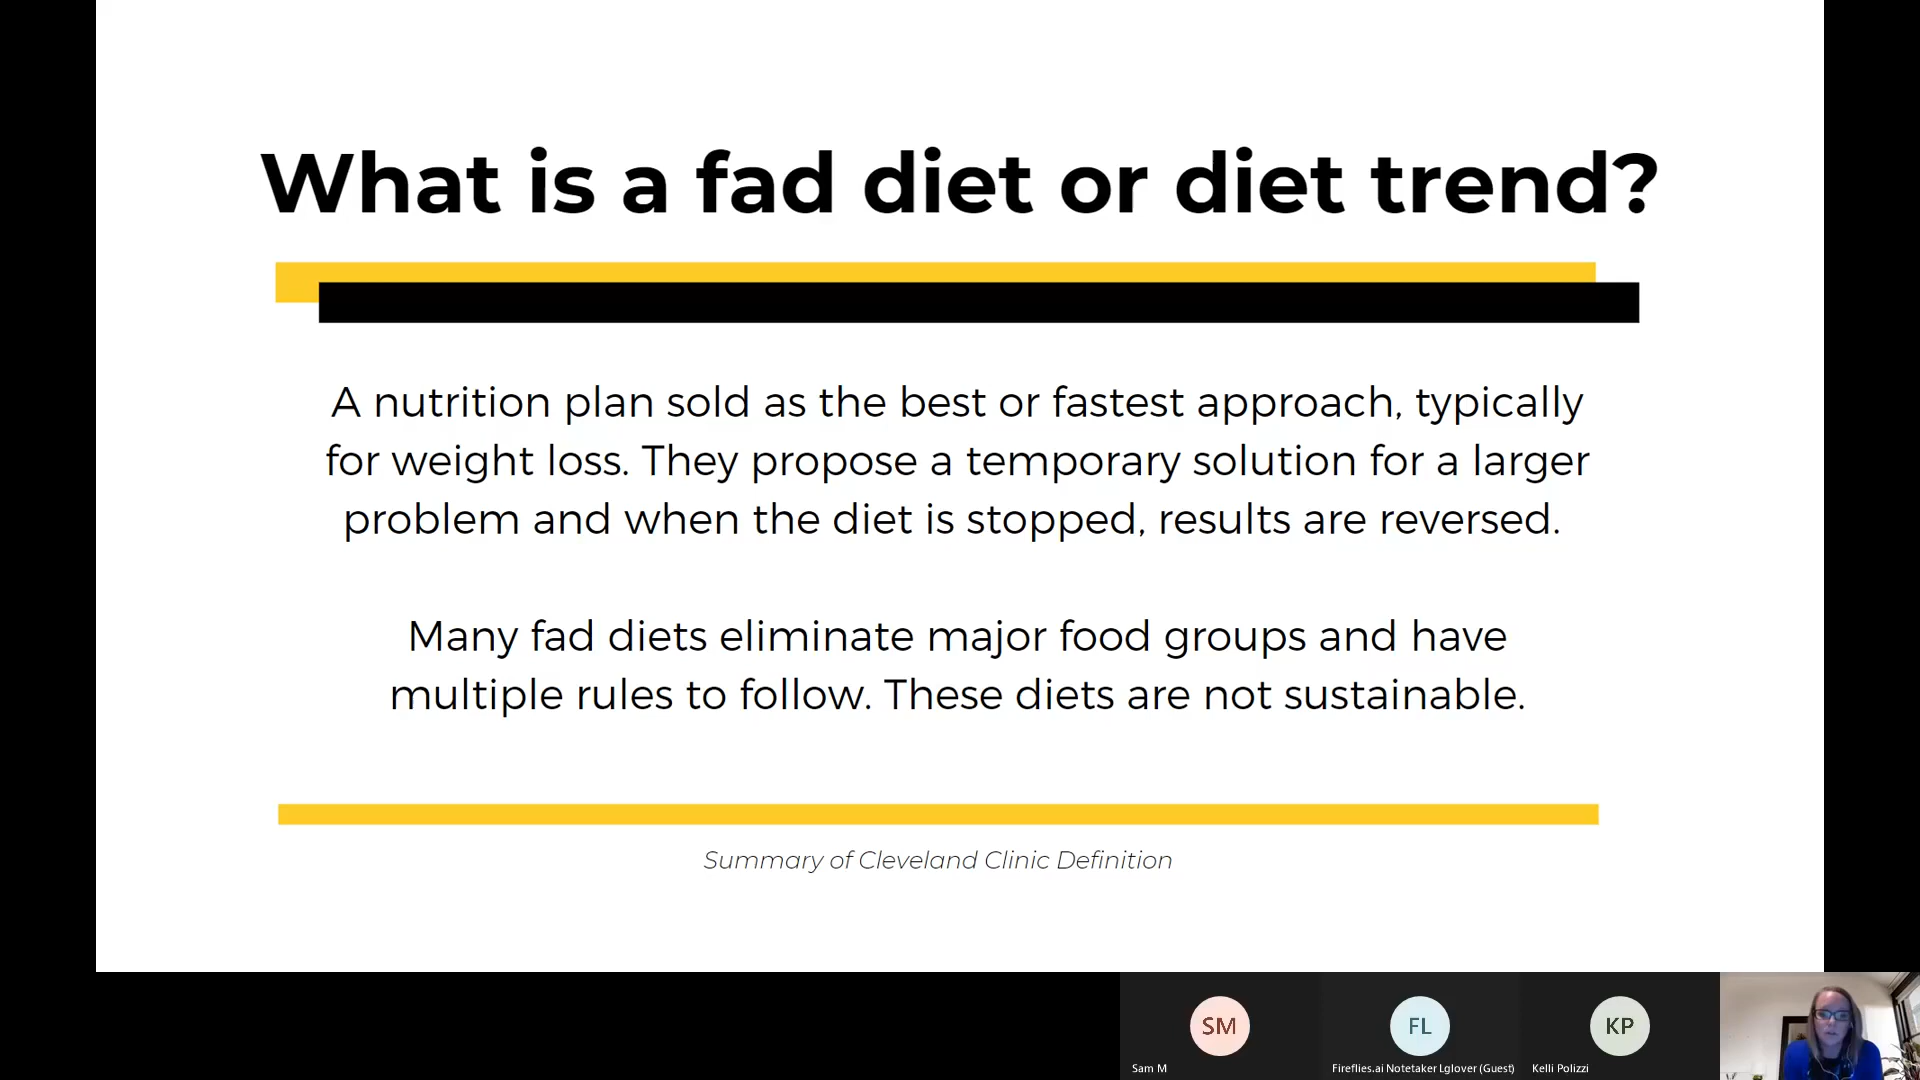 What is a fad diet or diet trend?
A nutrition plan sold as the best or fastest approach, typically
for weight loss. They propose a temporary solution for a larger
problem and when the diet is stopped, results are reversed.
Many fad diets eliminate major food groups and have
multiple rules to follow. These diets are not sustainable.
Summary of Cleveland Clinic Definition
SM
FL
KP
Sam M
Fireflies.ai Notetaker Lglover (Guest)
Kelli Polizzi